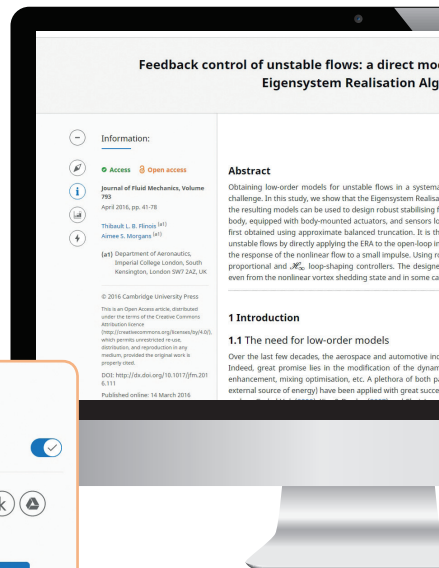 Feedback control of unstable flows: a direct mo
Eigensystem Realisation Alg
Information:
Access Open access
Journal of Fluid Mechanics, Volume
793
April 2016, pp. 41-78
Thibault L. B. Flinois [a1]
Aimee S. Morgans [a1]
[a1] Department of Aeronautics,
Imperial College London, South
Kensington, London SW7 2AZ, UK
© 2016 Cambridge University Press
This is an Open Access article, distributed
under the terms of the Creative Commons
Attribution licence
(http://creativecommons.org/licenses/by/4.0/),
which permits unrestricted re-use,
distribution, and reproduction in any
medium, provided the original work is
properly cited.
DOI: http://dx.doi.org/10.1017/jfm.201
6.111
Published online: 14 March 2016
Abstract
Obtaining low-order models for unstable flows in a systema
challenge. In this study, we show that the Eigensystem Realisa
the resulting models can be used to design robust stabilising f
body, equipped with body-mounted actuators, and sensors lo
first obtained using approximate balanced truncation. It is th
unstable flows by directly applying the ERA to the open-loop in
the response of the nonlinear flow to a small impulse. Using ro
proportional and ℋ∞ loop-shaping controllers. The designe
even from the nonlinear vortex shedding state and in some ca
1 Introduction
1.1 The need for low-order models
Over the last few decades, the aerospace and automotive ind
Indeed, great promise lies in the modification of the dynam
enhancement, mixing optimisation, etc. A plethora of both pa
external source of energy) have been applied with great succe
k